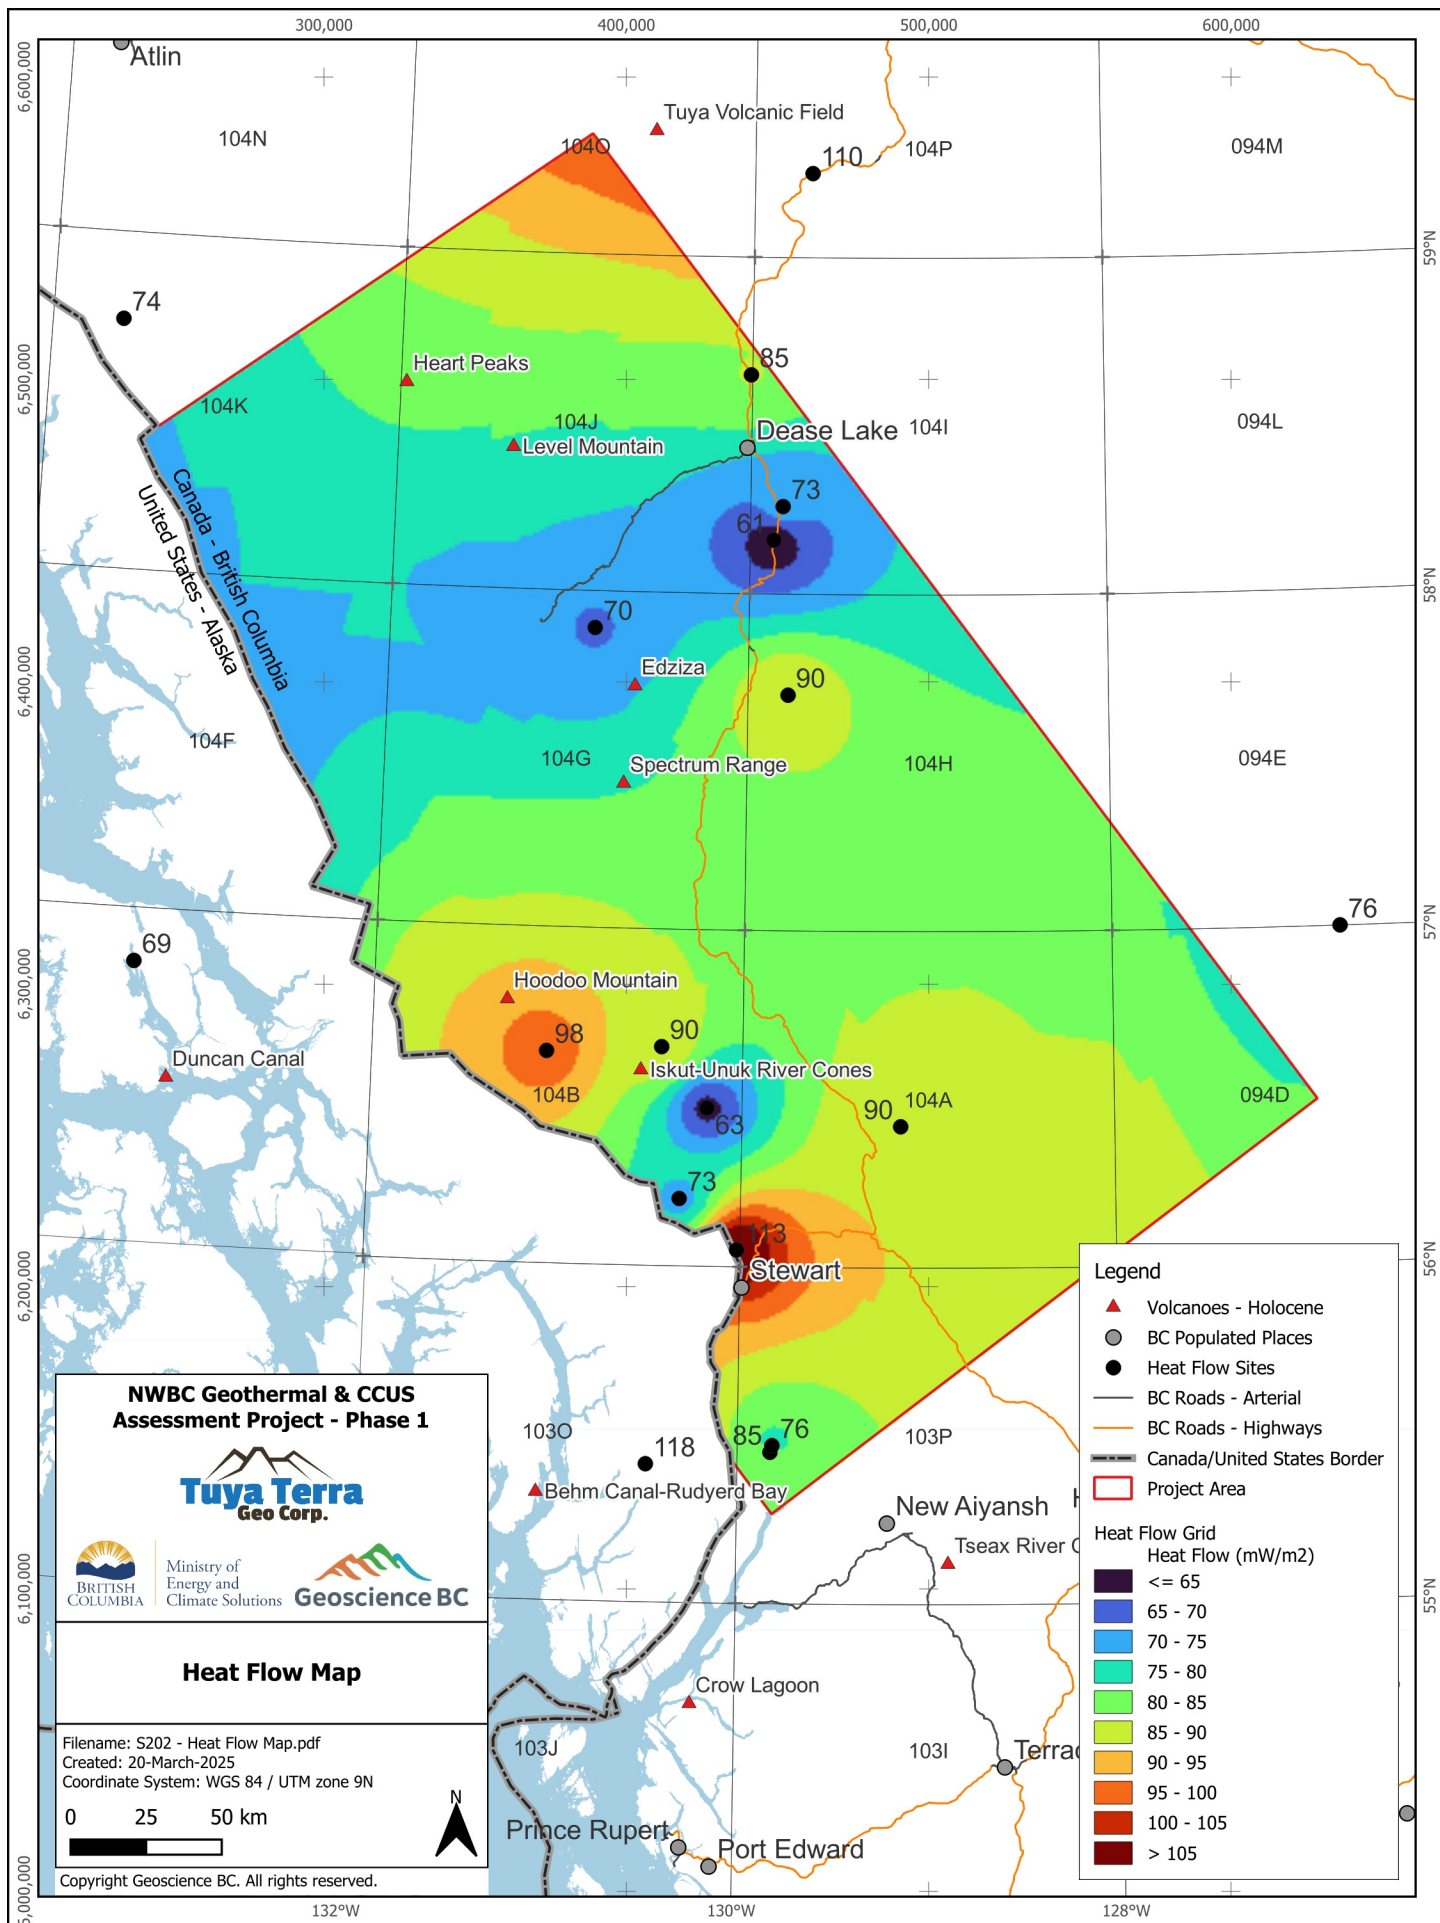 300,000
400,000
500,000
600,000
6,600,000
6,500,000
6,400,000
6,300,000
6,200,000
6,100,000
59°N
58°N
57°N
56°N
55°N
132°W
130°W
128°W
Atlin
104N
Tuya Volcanic Field
104O
110
104P
094M
74
Heart Peaks
85
104K
104J
Dease Lake
104I
094L
Level Mountain
Canada - British Columbia
United States - Alaska
73
61
70
Edziza
90
104F
104G
Spectrum Range
104H
094E
76
69
Hoodoo Mountain
98
90
Duncan Canal
Iskut-Unuk River Cones
104B
63
90
104A
094D
73
113
Stewart
103O
118
85
76
103P
Behm Canal-Rudyerd Bay
New Aiyansh
Tseax River
Crow Lagoon
103J
103I
Prince Rupert
Port Edward
Legend
Volcanoes - Holocene
BC Populated Places
Heat Flow Sites
BC Roads - Arterial
BC Roads - Highways
Canada/United States Border
Project Area
Heat Flow Grid
Heat Flow (mW/m2)
<= 65
65 - 70
70 - 75
75 - 80
80 - 85
85 - 90
90 - 95
95 - 100
100 - 105
> 105
NWBC Geothermal & CCUS
Assessment Project - Phase 1
Tuya Terra
Geo Corp.
BRITISH
COLUMBIA
Ministry of
Energy and
Climate Solutions
Geoscience BC
Heat Flow Map
Filename: S202 - Heat Flow Map.pdf
Created: 20-March-2025
Coordinate System: WGS 84 / UTM zone 9N
0 25 50 km
N
Copyright Geoscience BC. All rights reserved.